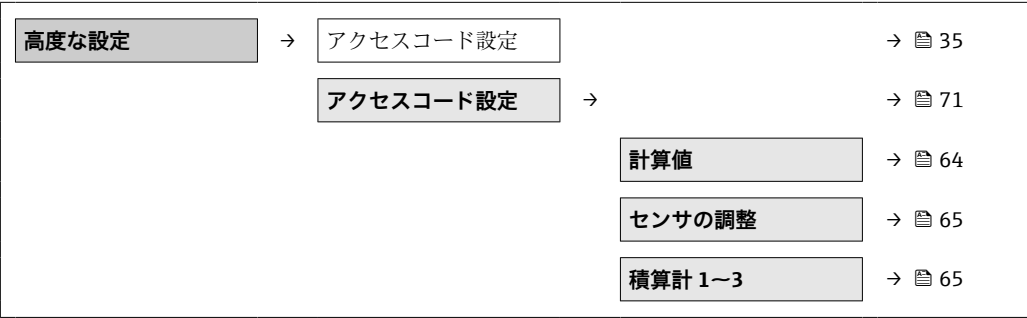 高度な設定 → アクセスコード設定 → 35
アクセスコード設定 → → 71
計算値 → 64
センサの調整 → 65
積算計 1～3 → 65